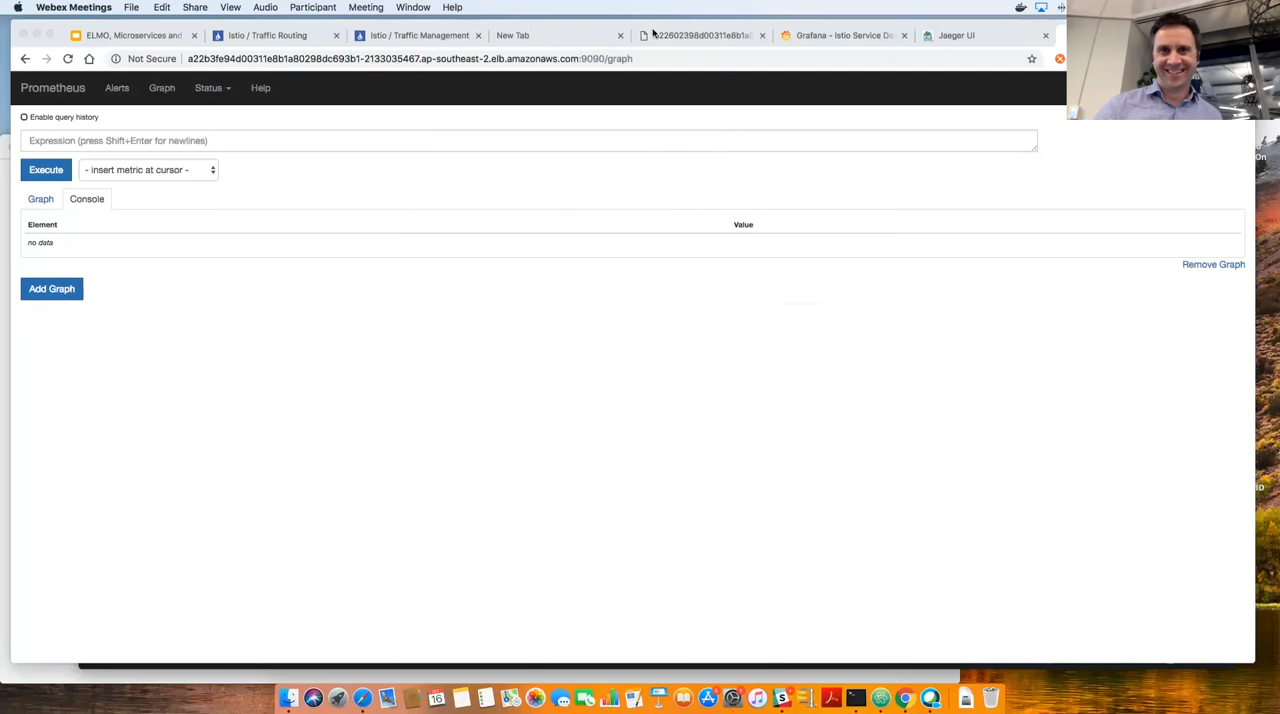 Webex Meetings File Edit Share View Audio Participant Meeting Window Help
ELMO, Microservices and Istio / Traffic Routing Istio / Traffic Management New Tab Grafana - Istio Service Da Jaeger UI
Not Secure a22b3fe94d00311e8b1a80298dc693b1-2133035467.ap-southeast-2.elb.amazonaws.com:9090/graph
Prometheus Alerts Graph Status Help
Enable query history
Expression (press Shift+Enter for newlines)
Execute - insert metric at cursor -
Graph Console
Element Value
no data
Remove Graph
Add Graph
16